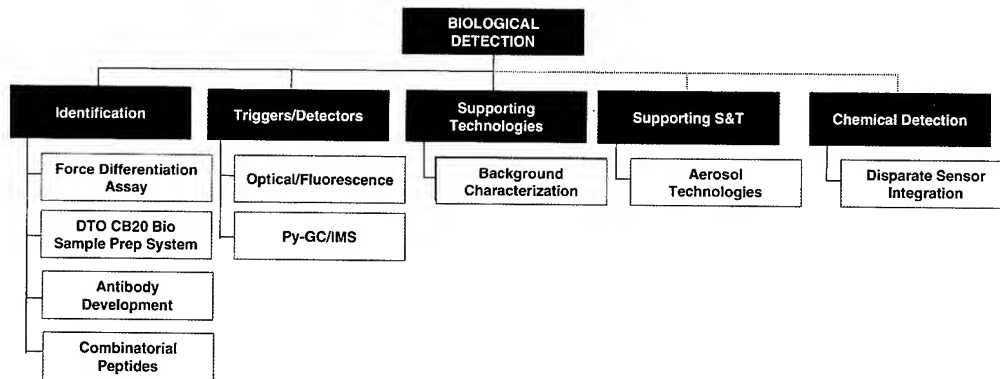 BIOLOGICAL
DETECTION
Identification
Triggers/Detectors
Supporting
Technologies
Supporting S&T
Chemical Detection
Force Differentiation
Assay
DTO CB20 Bio
Sample Prep System
Antibody
Development
Combinatorial
Peptides
Optical/Fluorescence
Py-GC/IMS
Background
Characterization
Aerosol
Technologies
Disparate Sensor
Integration